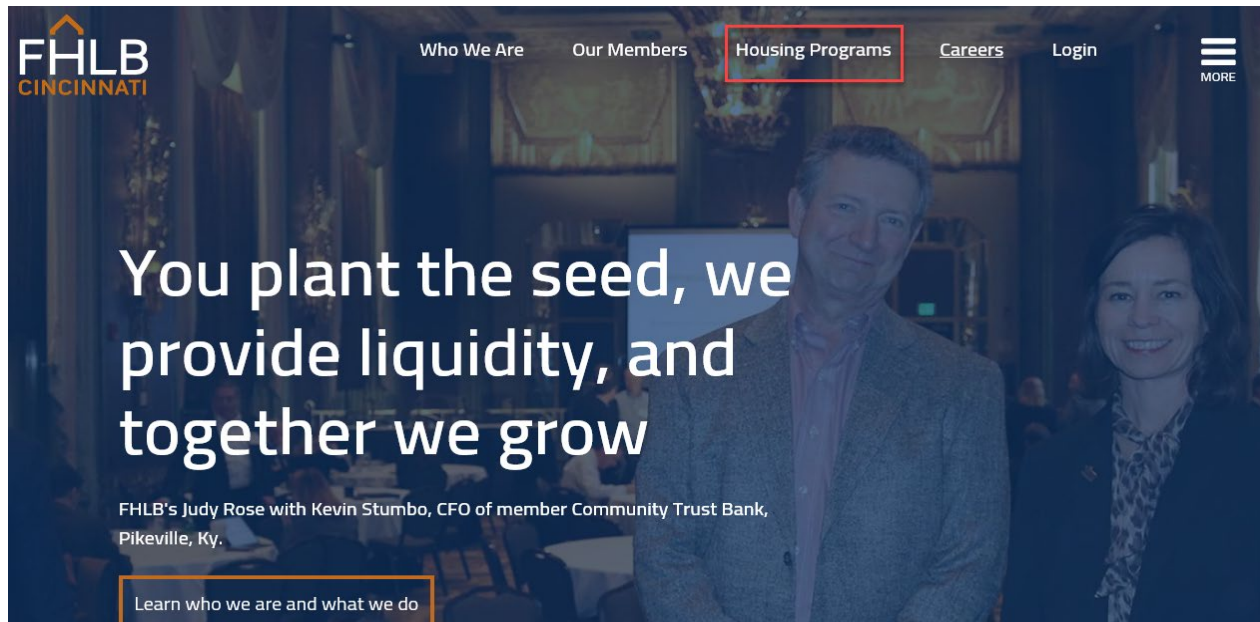 FHLB
CINCINNATI
Who We Are
Our Members
Housing Programs
Careers
Login
MORE
You plant the seed, we
provide liquidity, and
together we grow
FHLB's Judy Rose with Kevin Stumbo, CFO of member Community Trust Bank,
Pikeville, Ky.
Learn who we are and what we do